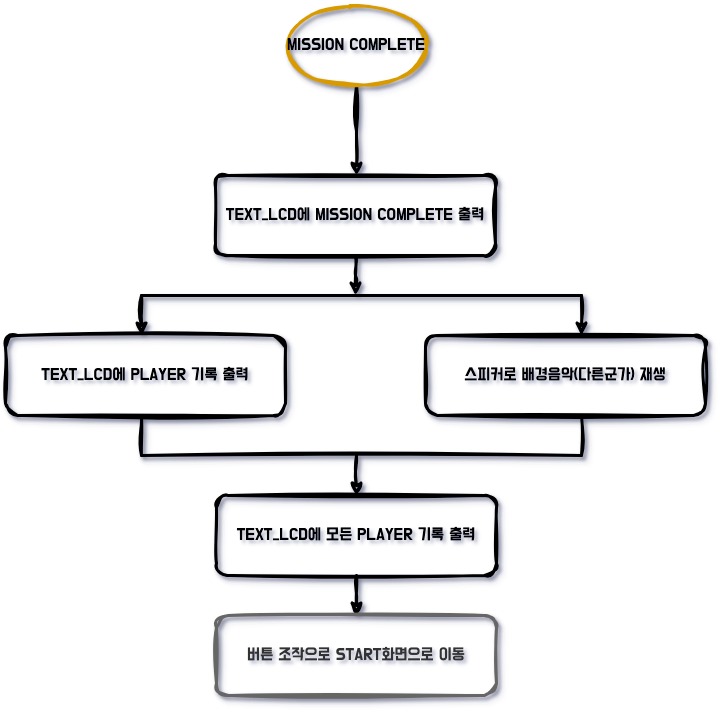 MISSION COMPLETE
TEXT_LCD에 MISSION COMPLETE 출력
TEXT_LCD에 PLAYER 기록 출력
스피커로 배경음악(다른군가) 재생
TEXT_LCD에 모든 PLAYER 기록 출력
버튼 조작으로 START화면으로 이동